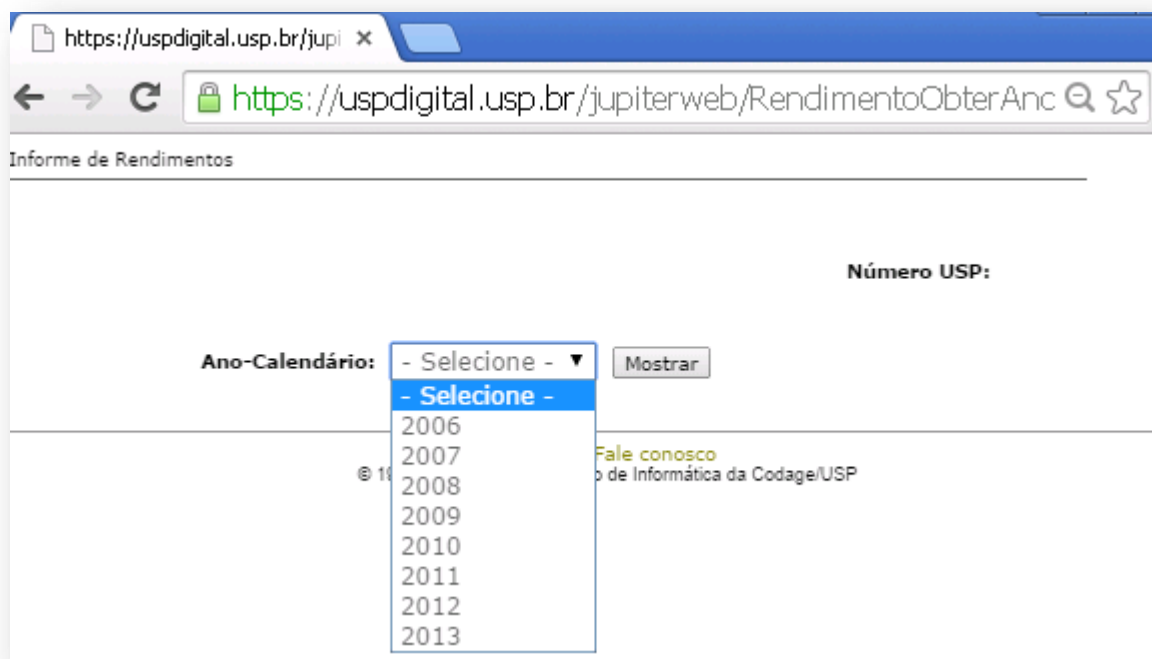 https://uspdigital.usp.br/jupi
https://uspdigital.usp.br/jupiterweb/RendimentoObterAnc
Informe de Rendimentos
Número USP:
Ano-Calendário: - Selecione - Mostrar
- Selecione -
2006
Fale conosco
2007
© 1 de Informática da Codage/USP
2008
2009
2010
2011
2012
2013